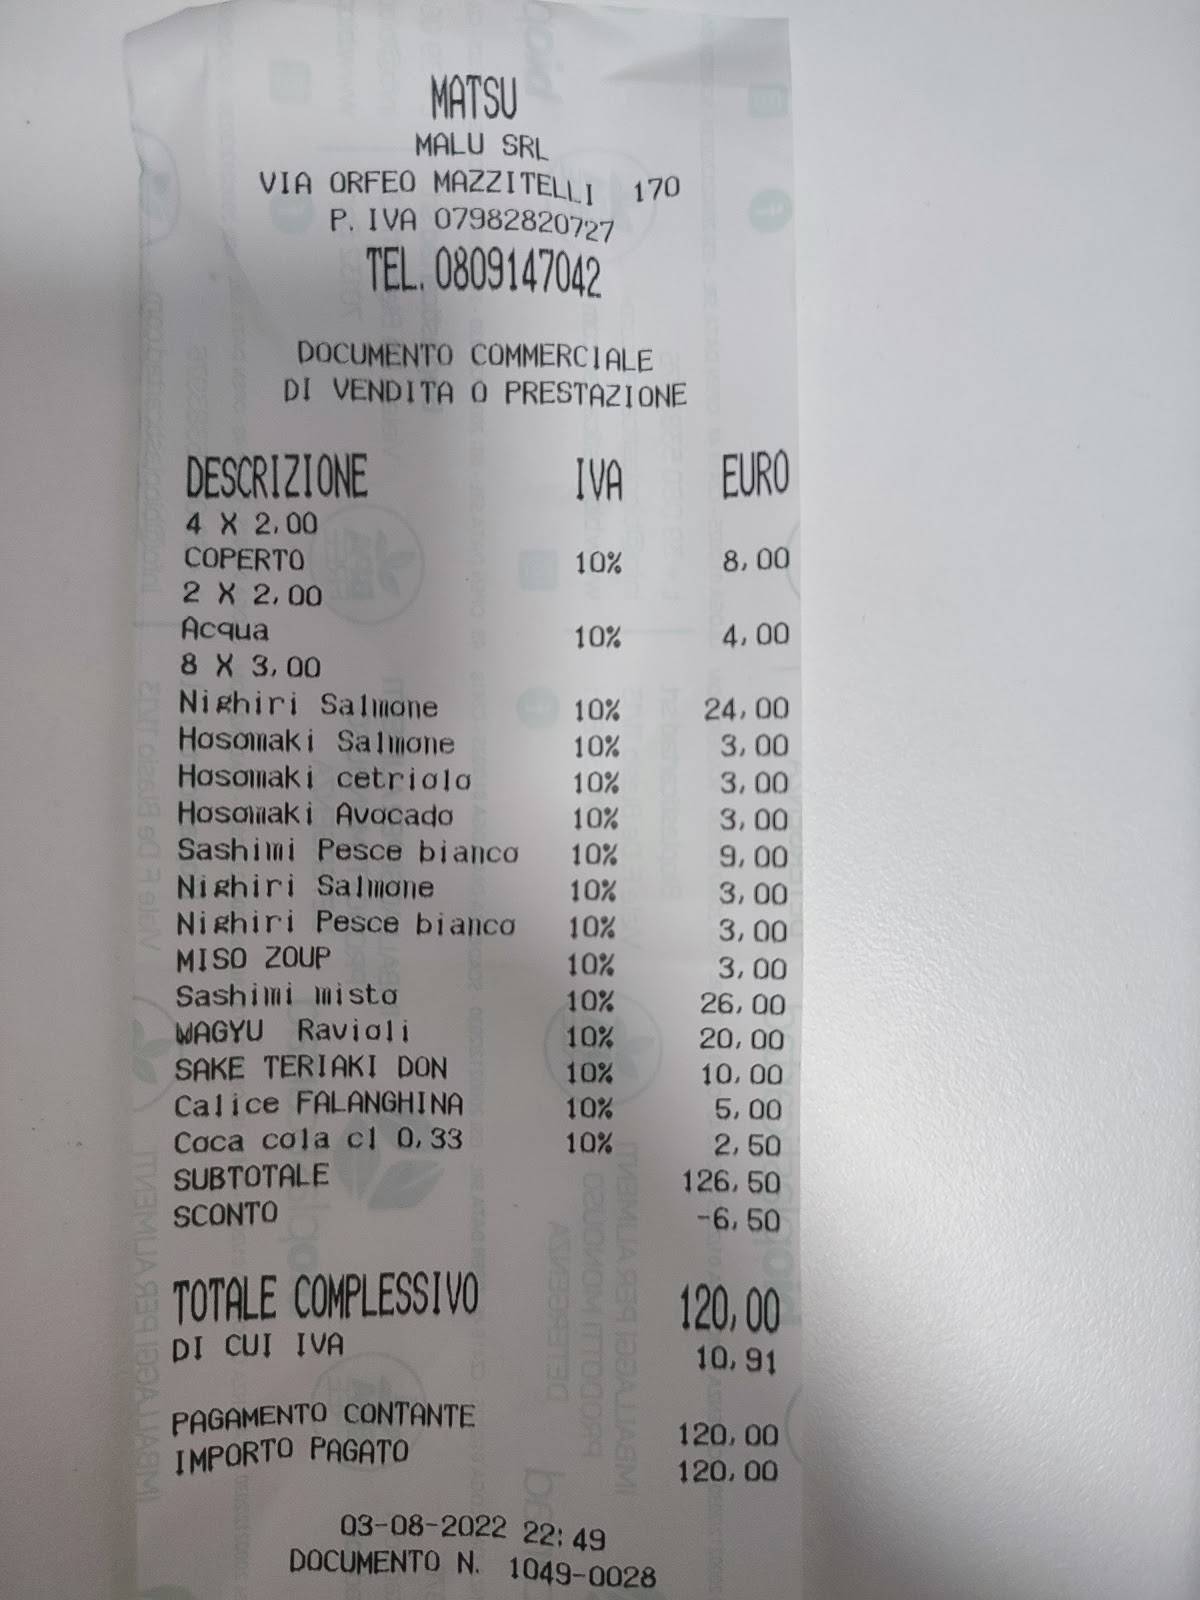 MATSU
MALU SRL
VIA ORFEO MAZZITELLI 170
P. IVA 07982820727
TEL. 0809147042
DOCUMENTO COMMERCIALE
DI VENDITA O PRESTAZIONE
DESCRIZIONE IVA EURO
4 X 2,00
COPERTO 10% 8,00
2 X 2,00
Acqua 10% 4,00
8 X 3,00
Nighiri Salmone 10% 24,00
Hosomaki Salmone 10% 3,00
Hosomaki cetriolo 10% 3,00
Hosomaki Avocado 10% 3,00
Sashimi Pesce bianco 10% 9,00
Nighiri Salmone 10% 3,00
Nighiri Pesce bianco 10% 3,00
MISO ZOUP 10% 3,00
Sashimi misto 10% 26,00
WAGYU Ravioli 10% 20,00
SAKE TERIAKI DON 10% 10,00
Calice FALANGHINA 10% 5,00
Coca cola cl 0,33 10% 2,50
SUBTOTALE 126,50
SCONTO -6,50
TOTALE COMPLESSIVO 120,00
DI CUI IVA 10,91
PAGAMENTO CONTANTE 120,00
IMPORTO PAGATO 120,00
03-08-2022 22:49
DOCUMENTO N. 1049-0028